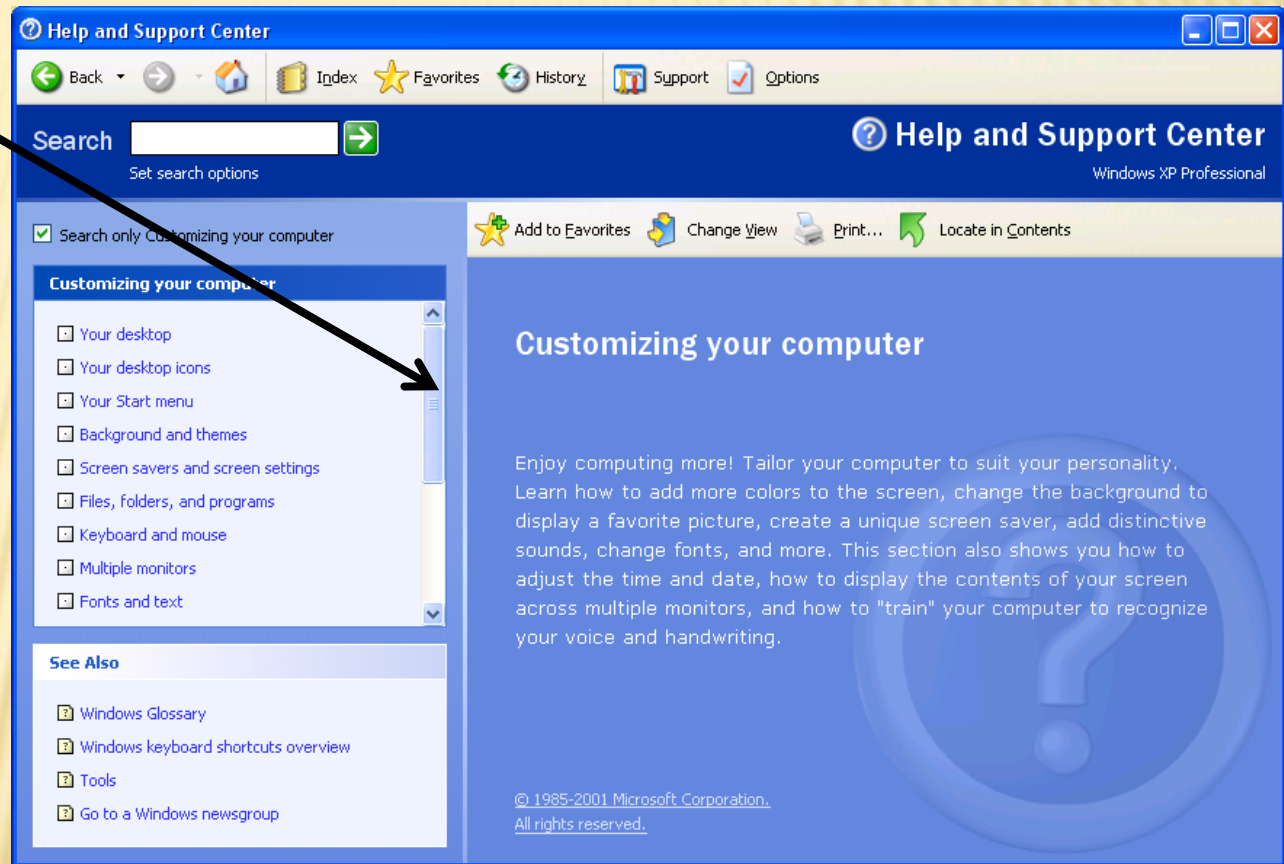 Help and Support Center
Back Index Favorites History Support Options
Search
Set search options
Help and Support Center
Windows XP Professional
Search only Customizing your computer
Add to Favorites Change View Print... Locate in Contents
Customizing your computer
Your desktop
Your desktop icons
Your Start menu
Background and themes
Screen savers and screen settings
Files, folders, and programs
Keyboard and mouse
Multiple monitors
Fonts and text
See Also
Windows Glossary
Windows keyboard shortcuts overview
Tools
Go to a Windows newsgroup
Customizing your computer
Enjoy computing more! Tailor your computer to suit your personality.
Learn how to add more colors to the screen, change the background to
display a favorite picture, create a unique screen saver, add distinctive
sounds, change fonts, and more. This section also shows you how to
adjust the time and date, how to display the contents of your screen
across multiple monitors, and how to "train" your computer to recognize
your voice and handwriting.
© 1985-2001 Microsoft Corporation.
All rights reserved.